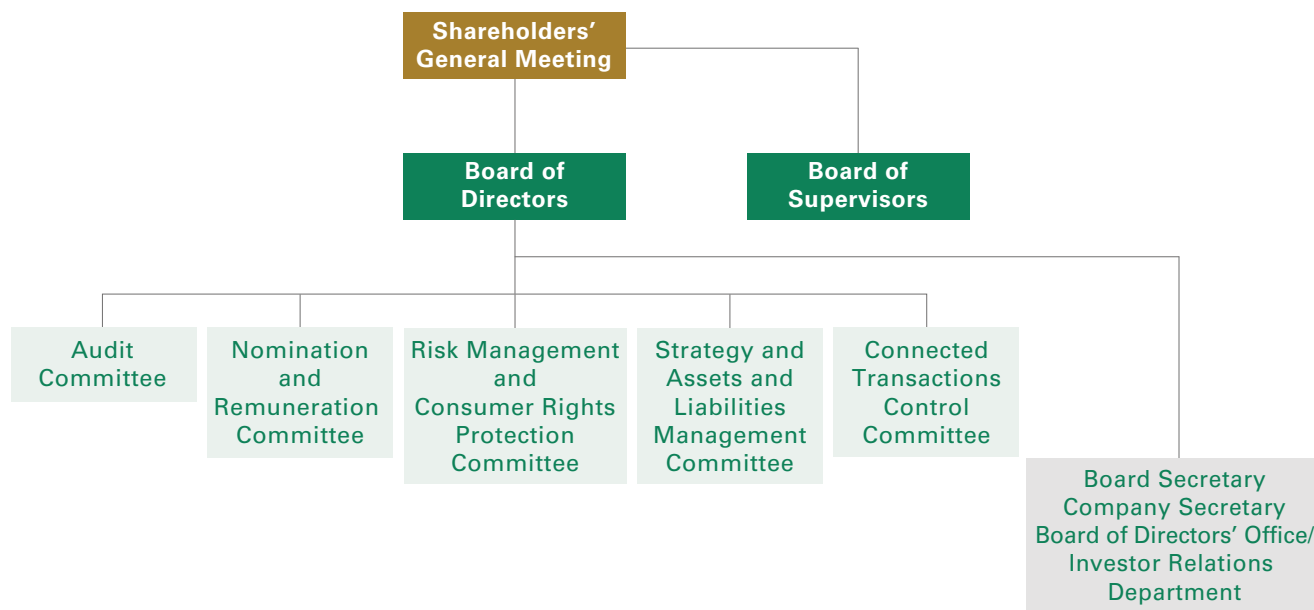 Shareholders’
General Meeting
Board of
Directors
Board of
Supervisors
Audit
Committee
Nomination
and
Remuneration
Committee
Risk Management
and
Consumer Rights
Protection
Committee
Strategy and
Assets and
Liabilities
Management
Committee
Connected
Transactions
Control
Committee
Board Secretary
Company Secretary
Board of Directors’ Office/
Investor Relations
Department